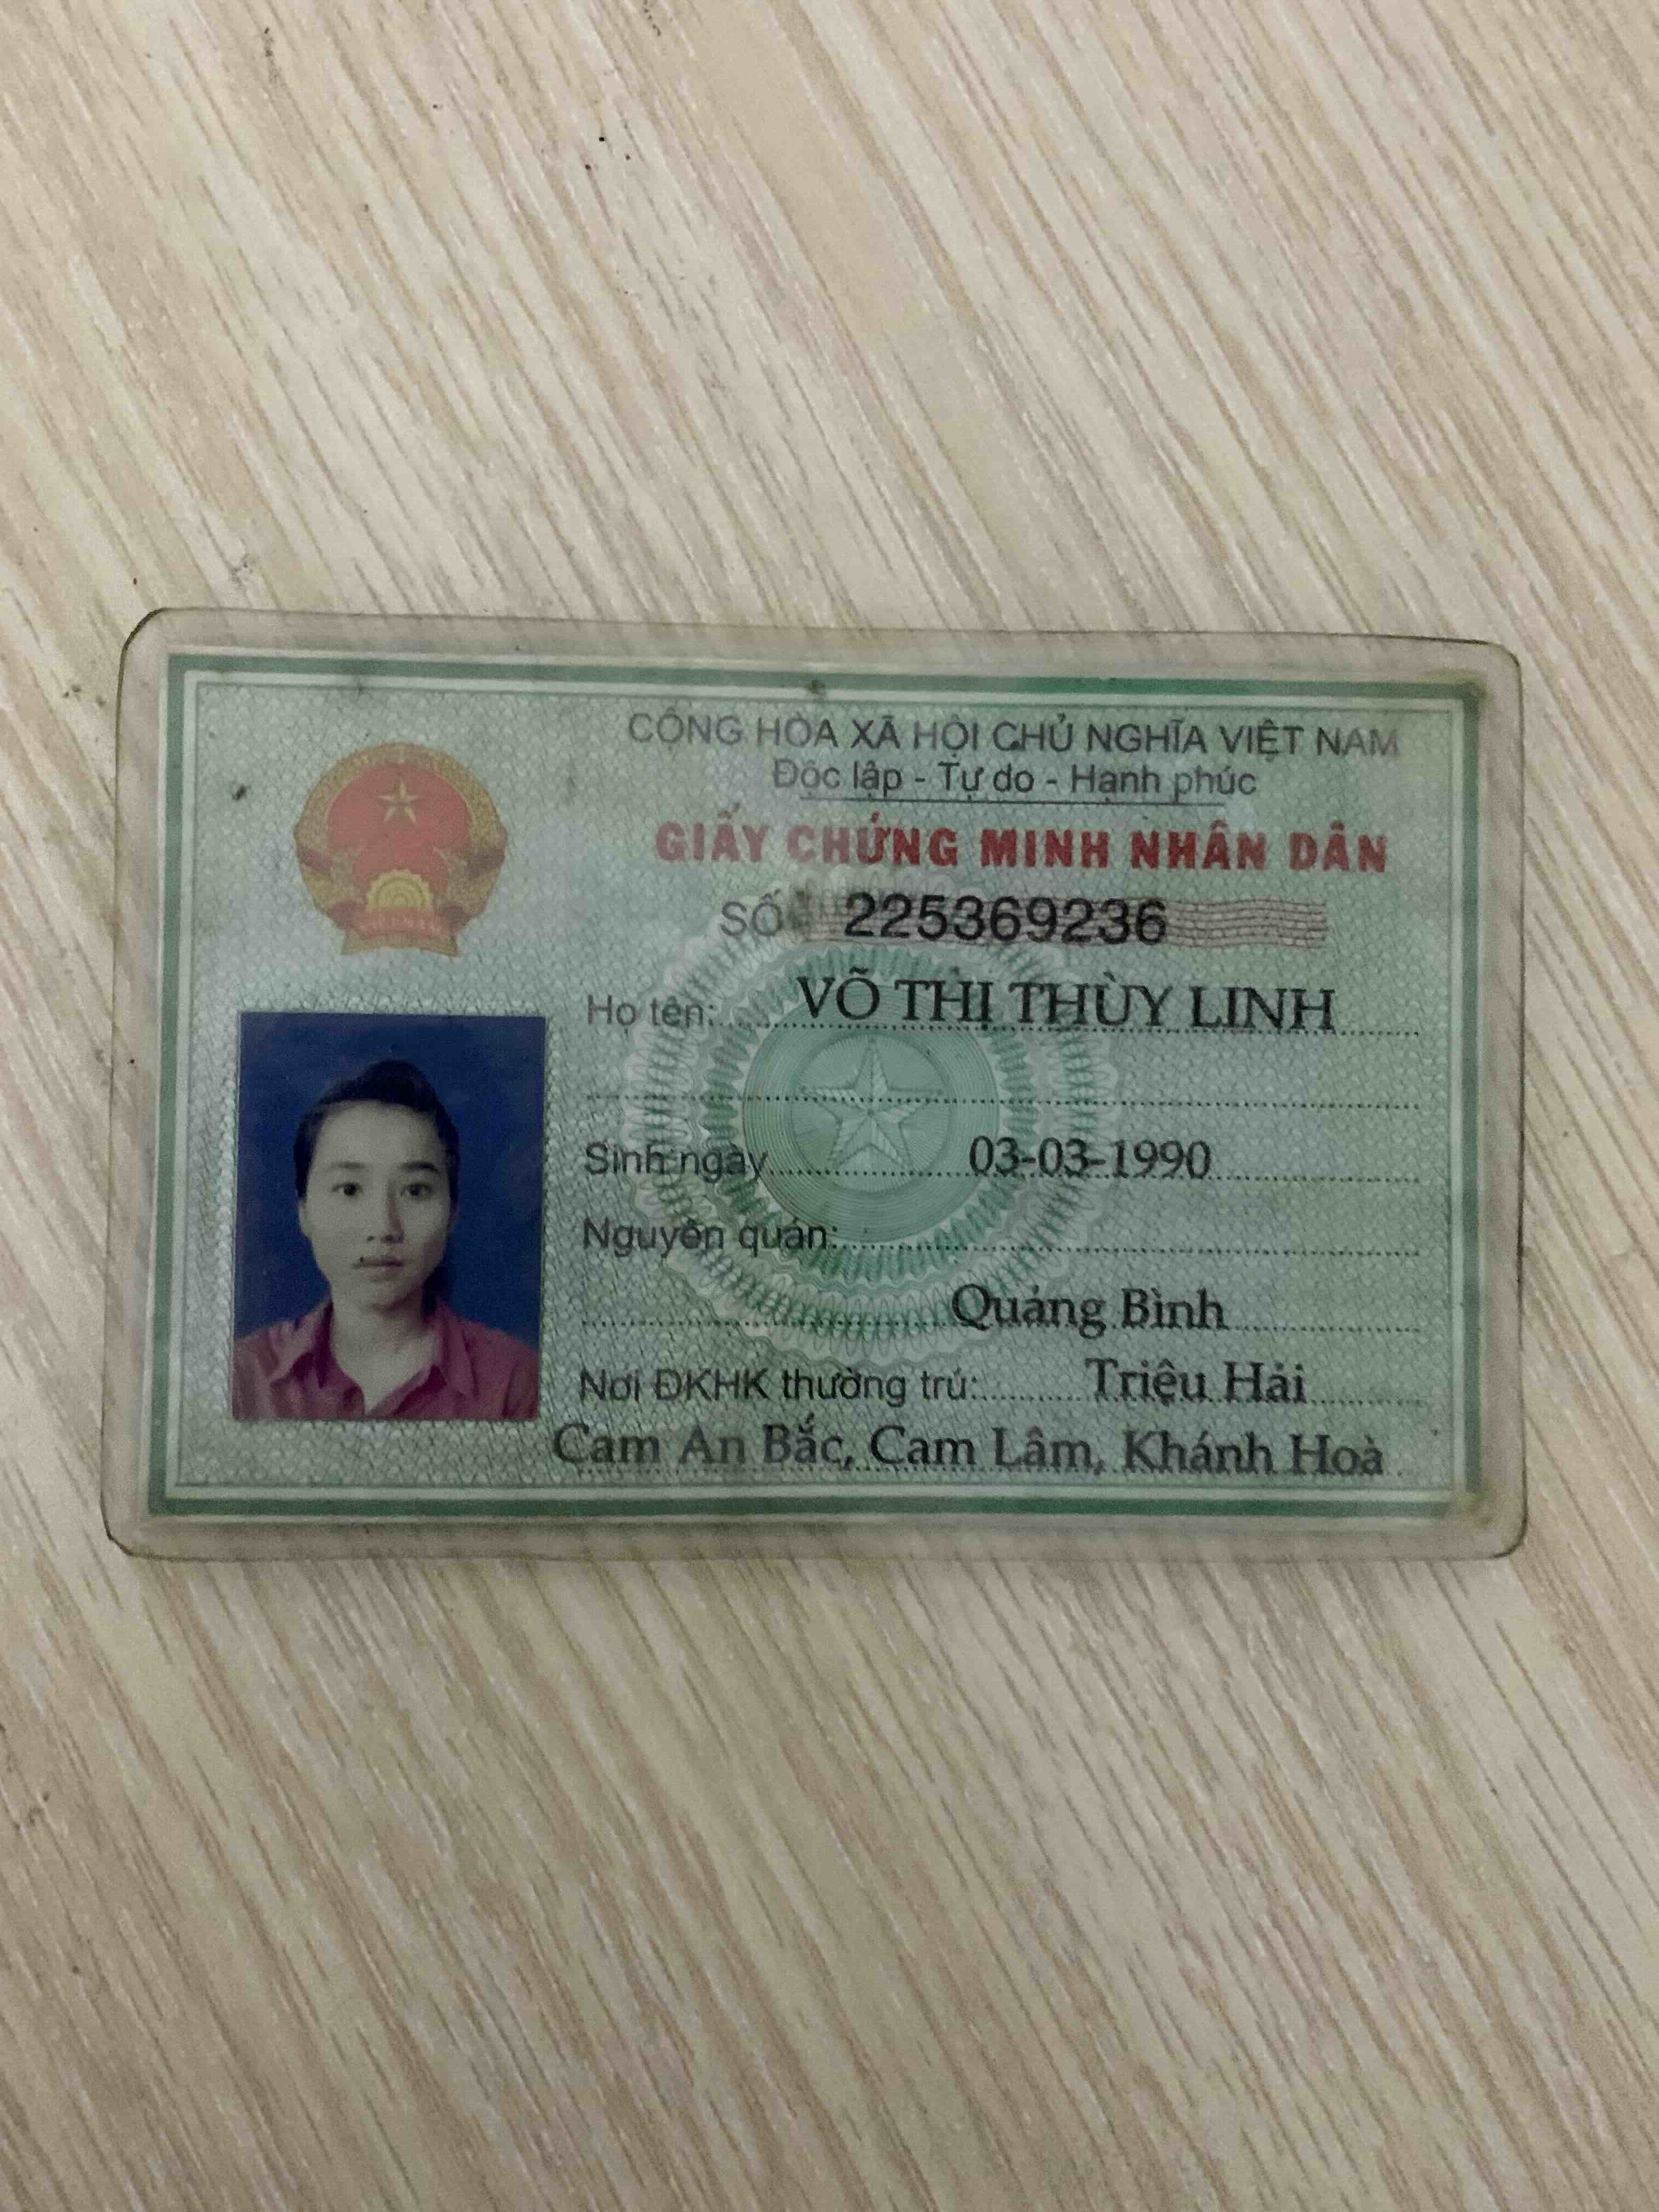 CỘNG HÒA XÃ HỘI CHỦ NGHĨA VIỆT NAM
Độc lập - Tự do - Hạnh phúc
GIẤY CHỨNG MINH NHÂN DÂN
SỐ 225369236
Họ tên: VÕ THỊ THÙY LINH
Sinh ngày 03-03-1990
Nguyên quán:
Quảng Bình
Nơi ĐKHK thường trú: Triệu Hải
Cam An Bắc, Cam Lâm, Khánh Hoà